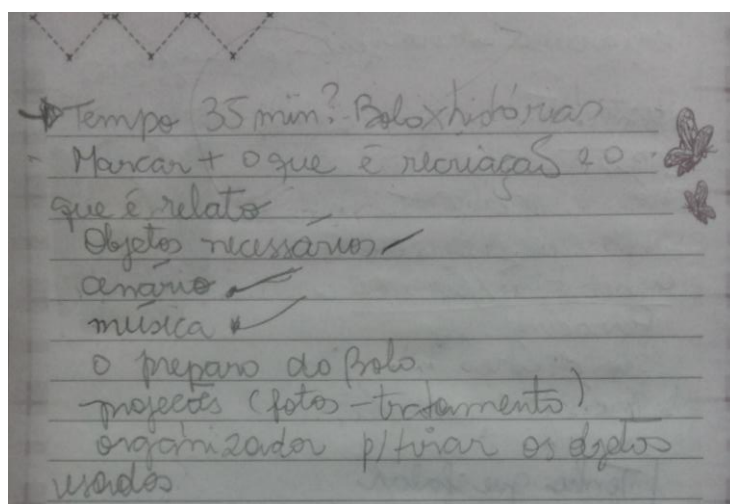 Tempo 35 min? Bolo x histórias
Marcar + o que é recriação e o
que é relato
Objetos necessários
cenário
música
o preparo do Bolo
projeções (fotos - tratamento)
organizador p/ tirar os objetos
usados